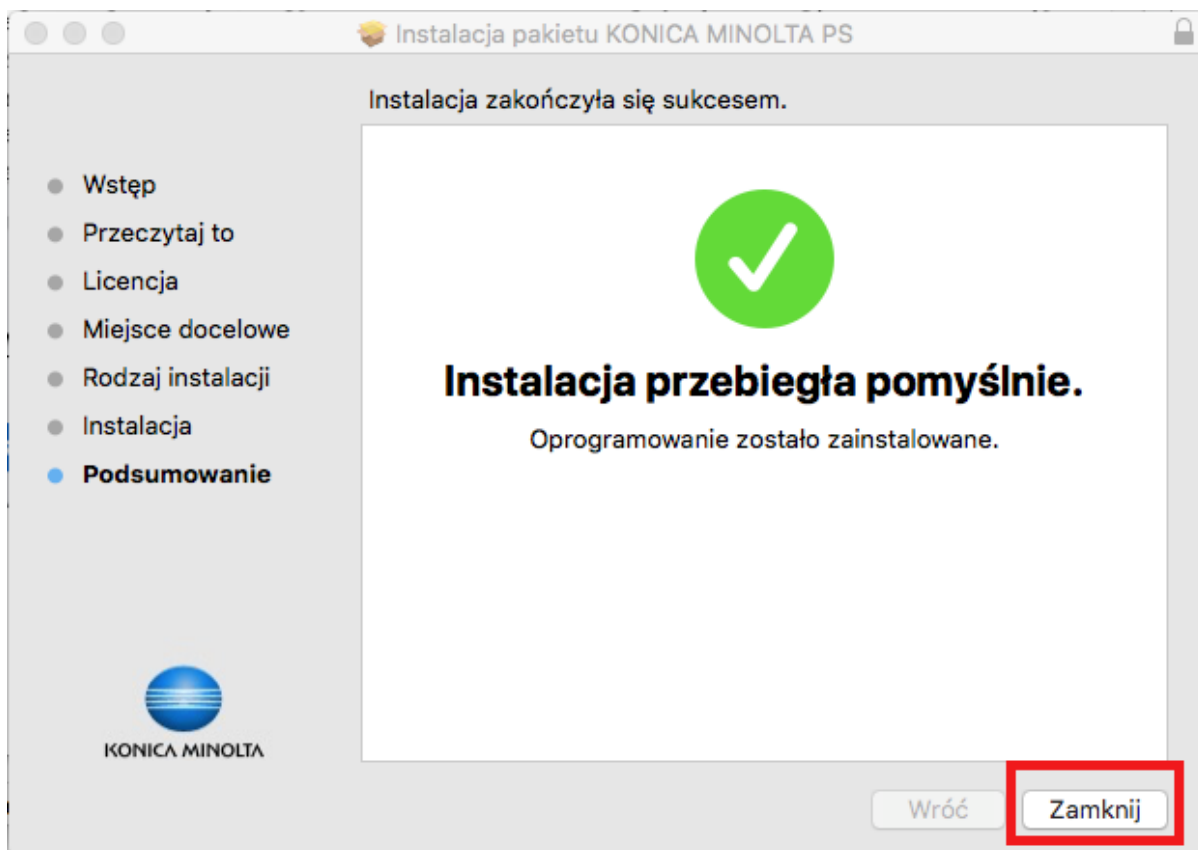 Instalacja pakietu KONICA MINOLTA PS
Instalacja zakończyła się sukcesem.
Wstęp
Przeczytaj to
Licencja
Miejsce docelowe
Rodzaj instalacji
Instalacja
Podsumowanie
Instalacja przebiegła pomyślnie.
Oprogramowanie zostało zainstalowane.
KONICA MINOLTA
Wróć
Zamknij